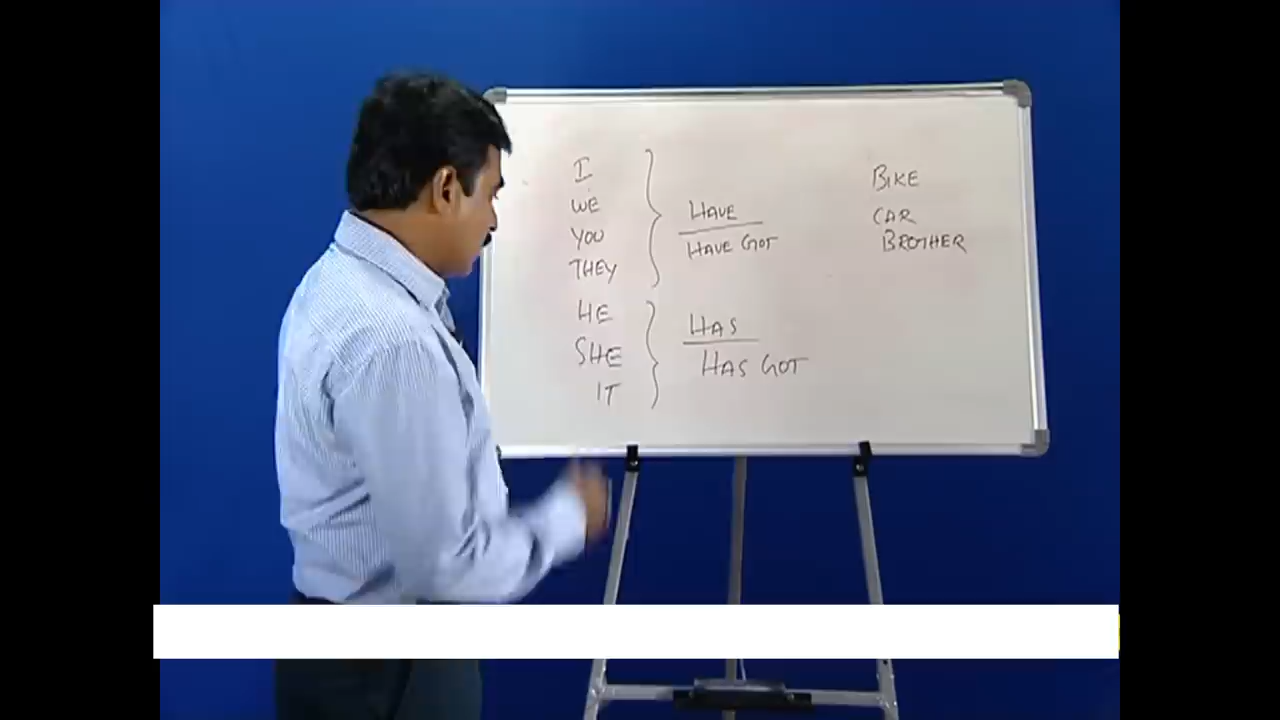 I
WE
YOU
THEY
HAVE
HAVE GOT
HE
SHE
IT
HAS
HAS GOT
BIKE
CAR
BROTHER